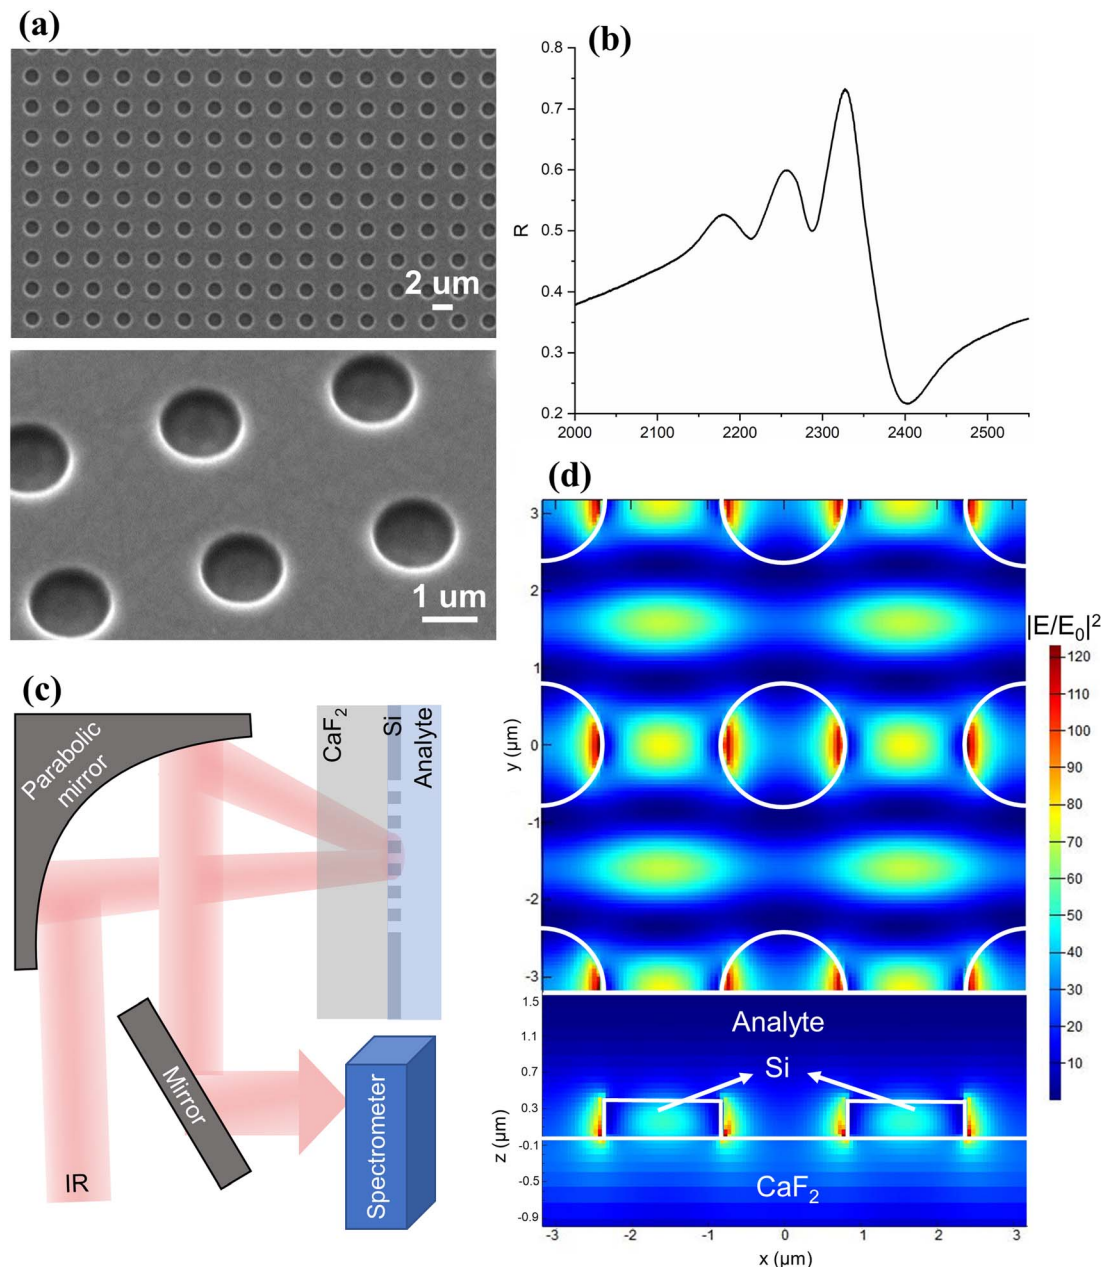 (a)
2 um
1 um
(b)
0.8
0.7
0.6
0.5
0.4
0.3
0.2
R
2000
2100
2200
2300
2400
2500
(c)
Parabolic
mirror
CaF₂
Si
Analyte
Mirror
IR
Spectrometer
(d)
3
2
1
0
-1
-2
-3
y (µm)
|E/E₀|²
120
110
100
90
80
70
60
50
40
30
20
10
1.5
1.1
0.7
0.3
-0.1
-0.5
-0.9
z (µm)
Analyte
Si
CaF₂
-3
-2
-1
0
1
2
3
x (µm)